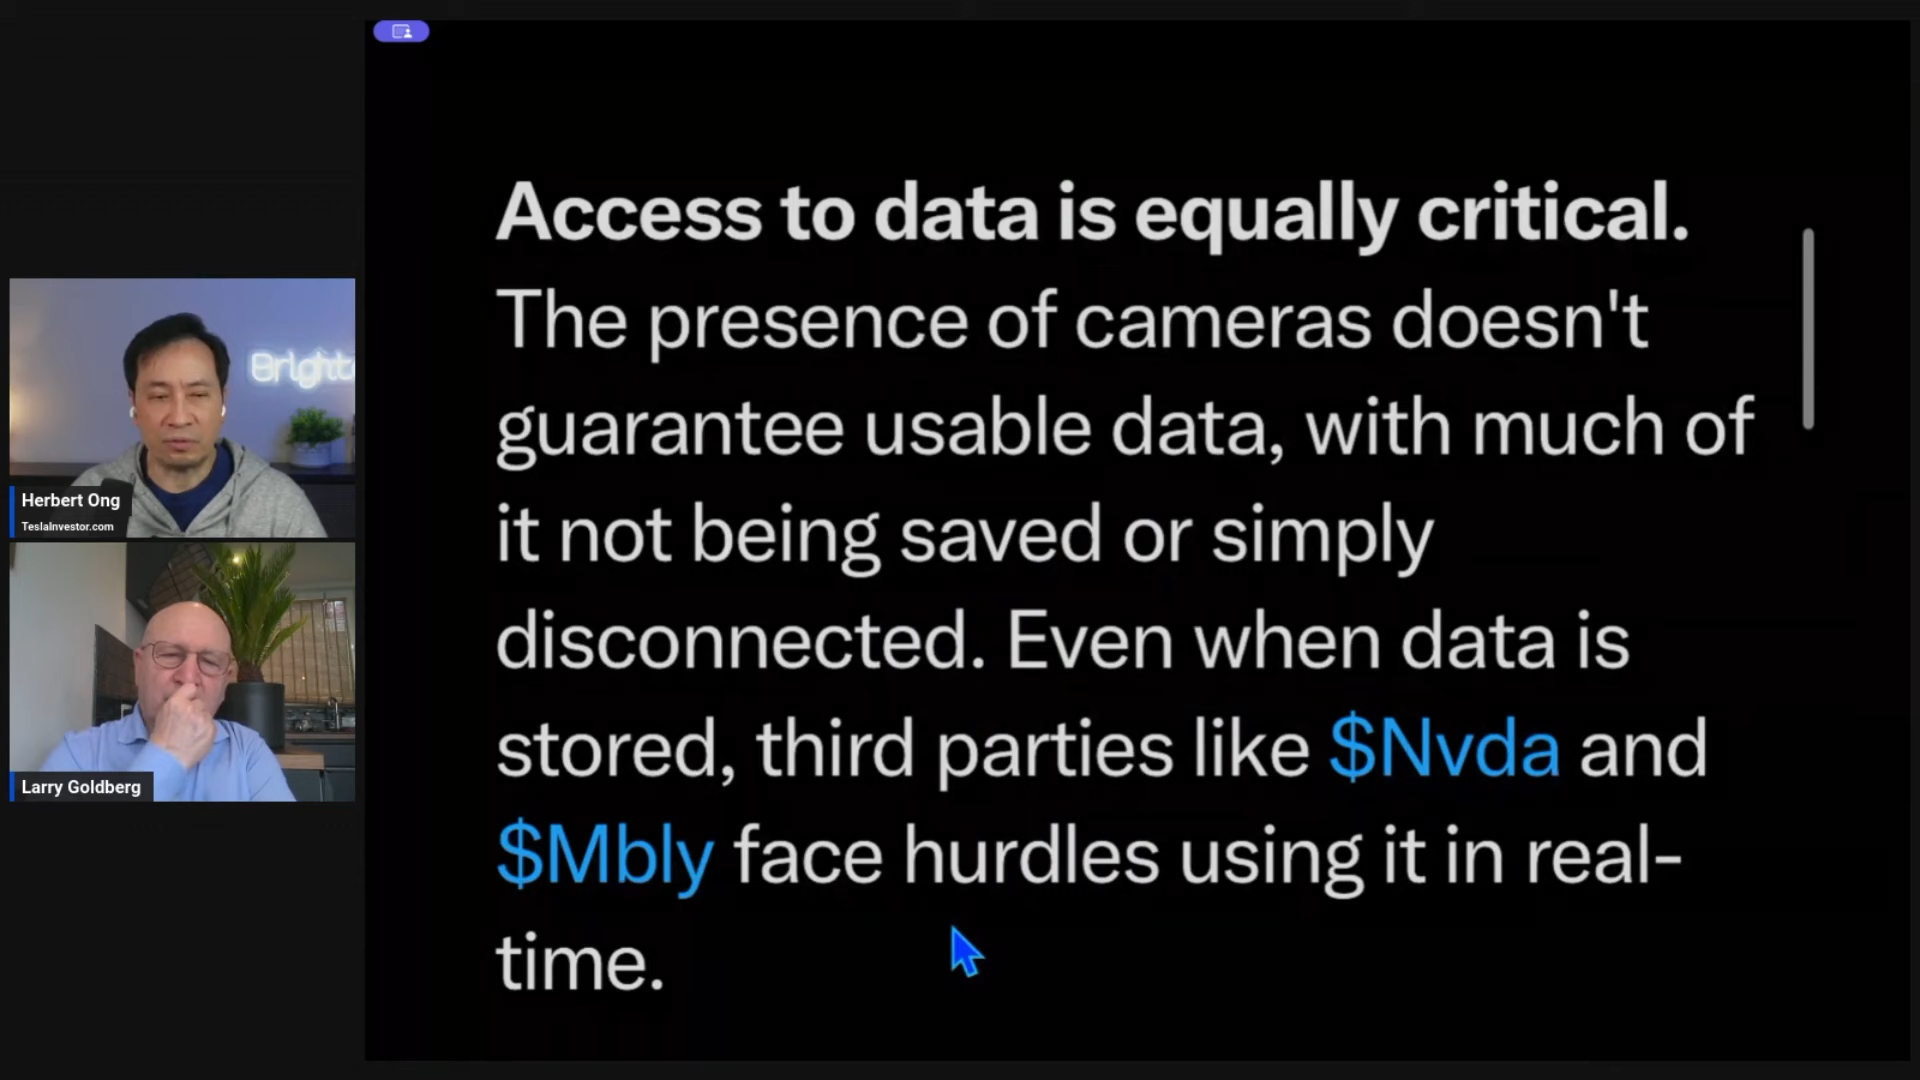 Access to data is equally critical.
The presence of cameras doesn't
guarantee usable data, with much of
it not being saved or simply
disconnected. Even when data is
stored, third parties like $Nvda and
$Mbly face hurdles using it in real-
time.
Brighte
Herbert Ong
TeslaInvestor.com
Larry Goldberg